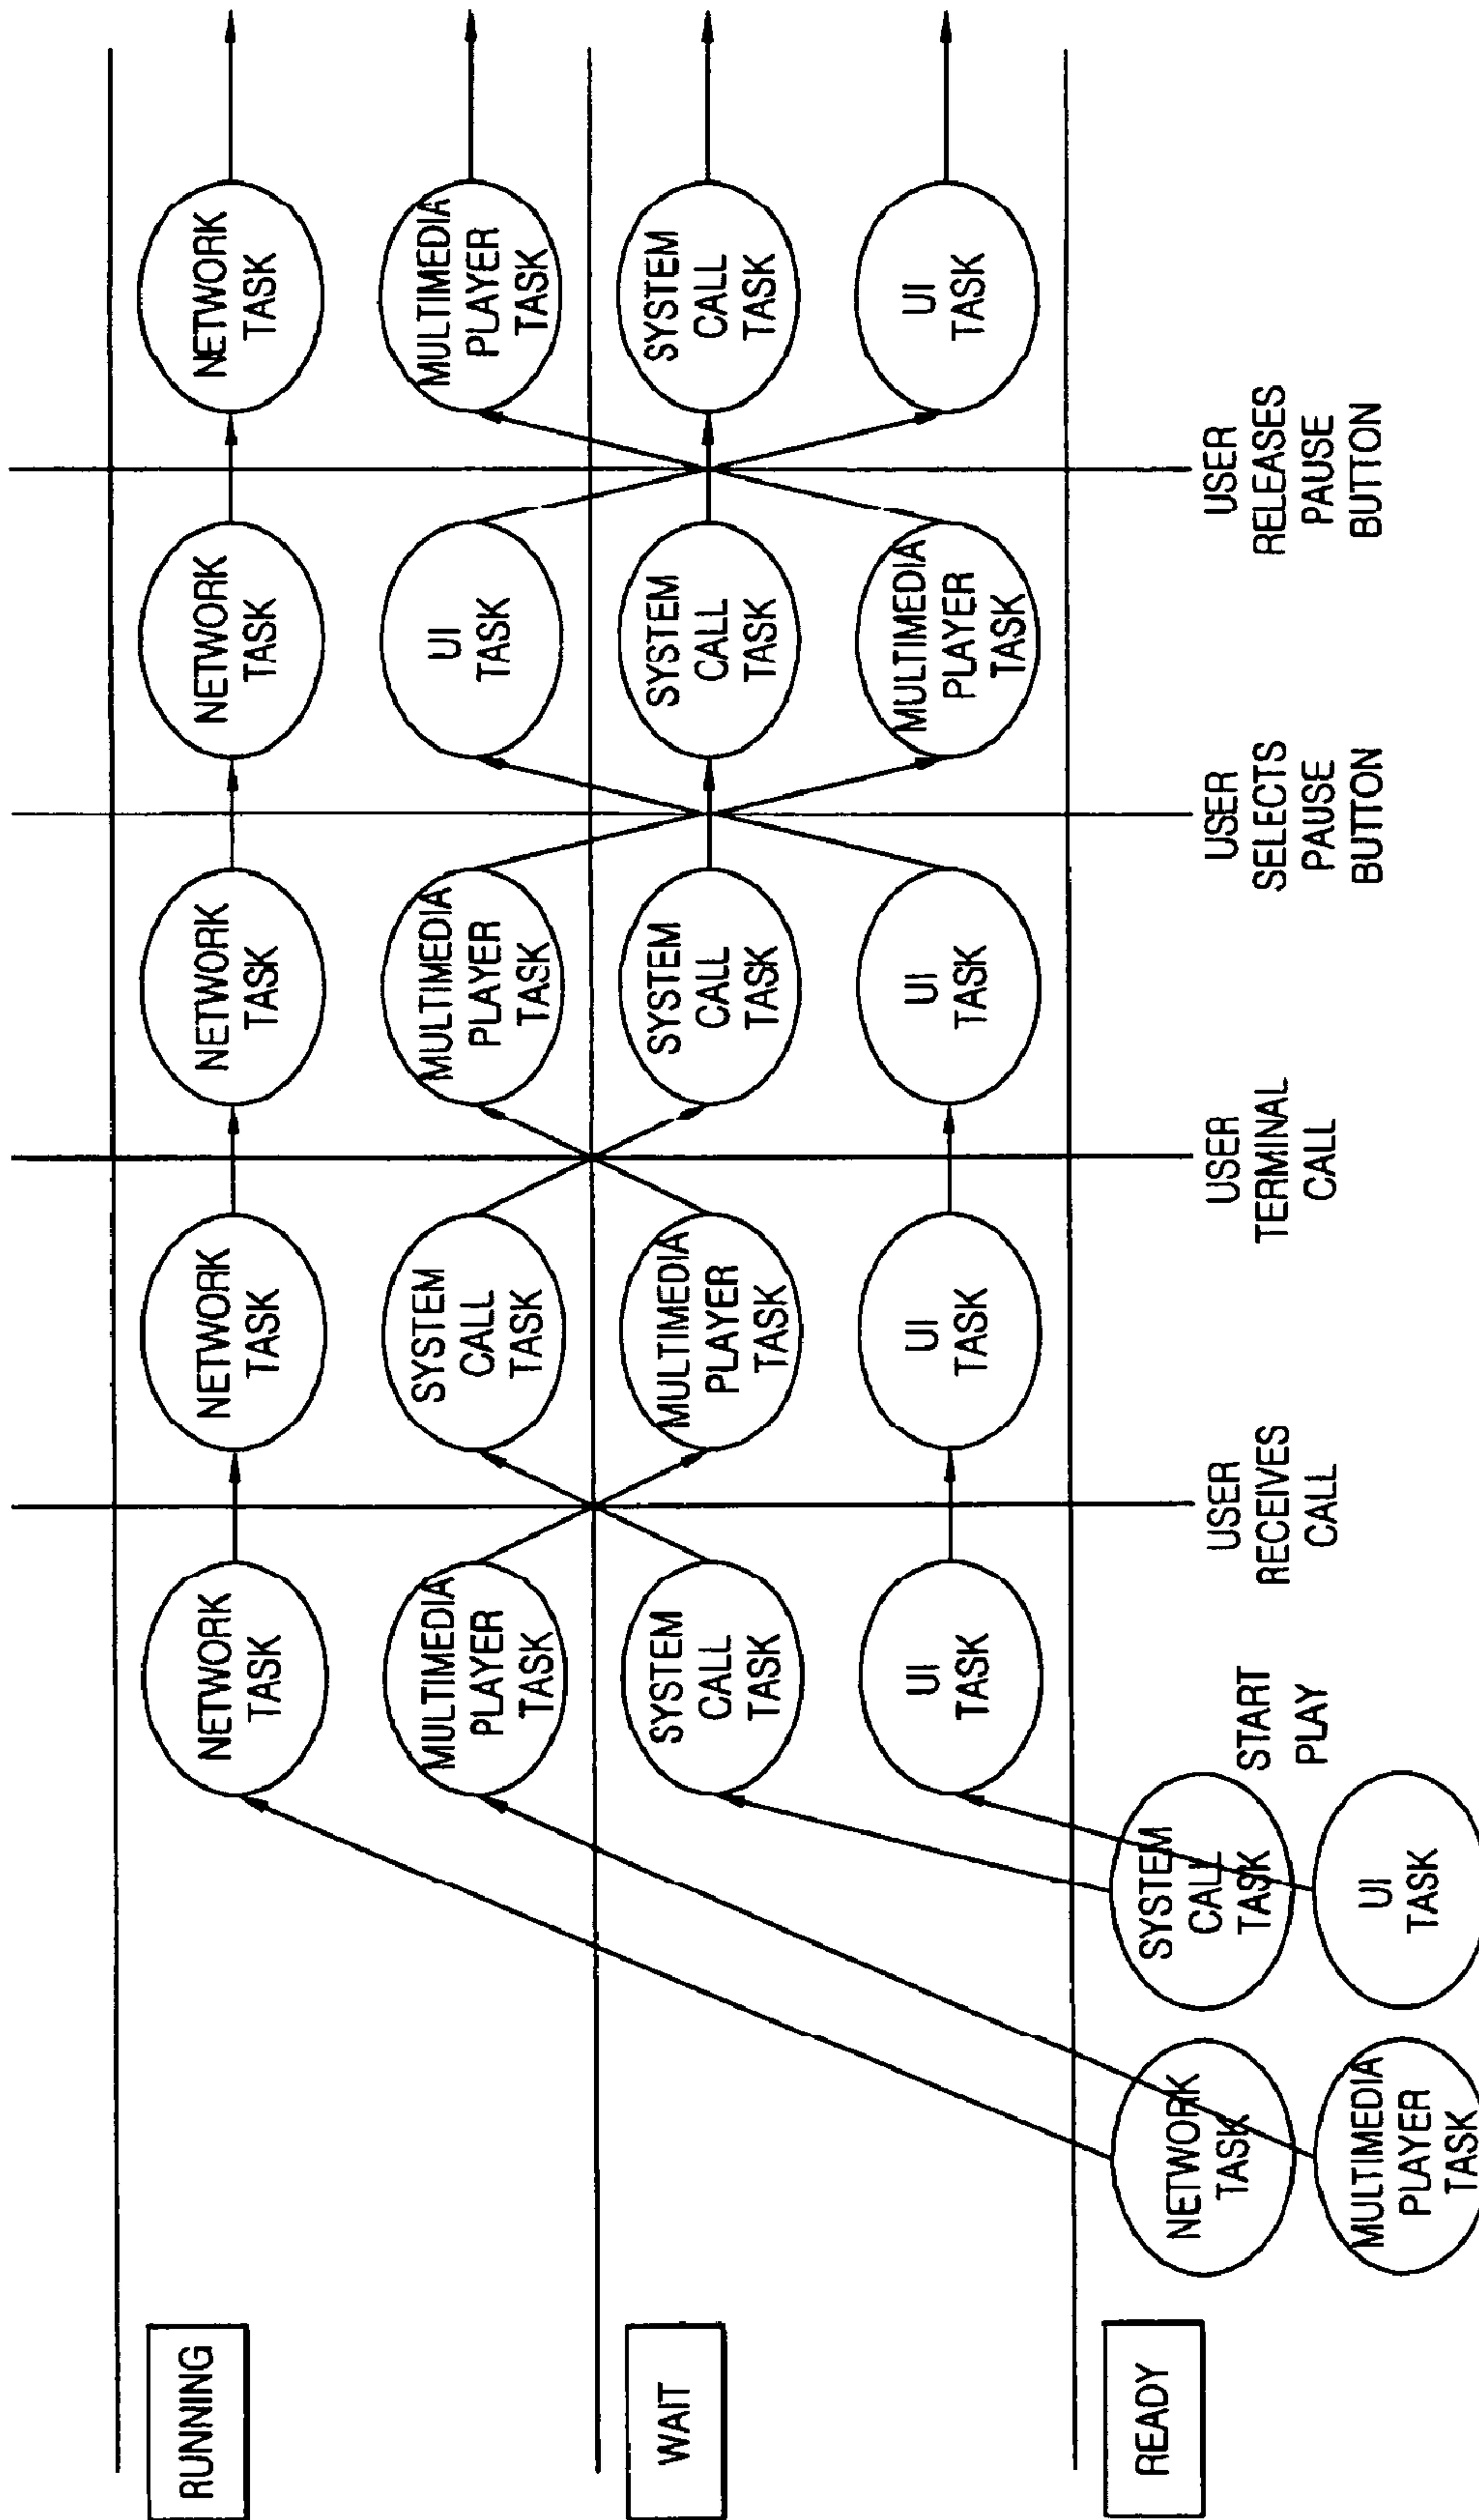 RUNNING
NETWORK
TASK
NETWORK
TASK
NETWORK
TASK
NETWORK
TASK
NETWORK
TASK
MULTIMEDIA
PLAYER
TASK
SYSTEM
CALL
TASK
MULTIMEDIA
PLAYER
TASK
UI
TASK
MULTIMEDIA
PLAYER
TASK
WAIT
SYSTEM
CALL
TASK
MULTIMEDIA
PLAYER
TASK
SYSTEM
CALL
TASK
SYSTEM
CALL
TASK
SYSTEM
CALL
TASK
UI
TASK
UI
TASK
UI
TASK
MULTIMEDIA
PLAYER
TASK
UI
TASK
READY
NETWORK
TASK
SYSTEM
CALL
TASK
MULTIMEDIA
PLAYER
TASK
UI
TASK
START
PLAY
USER
RECEIVES
CALL
USER
TERMINAL
CALL
USER
SELECTS
PAUSE
BUTTON
USER
RELEASES
PAUSE
BUTTON